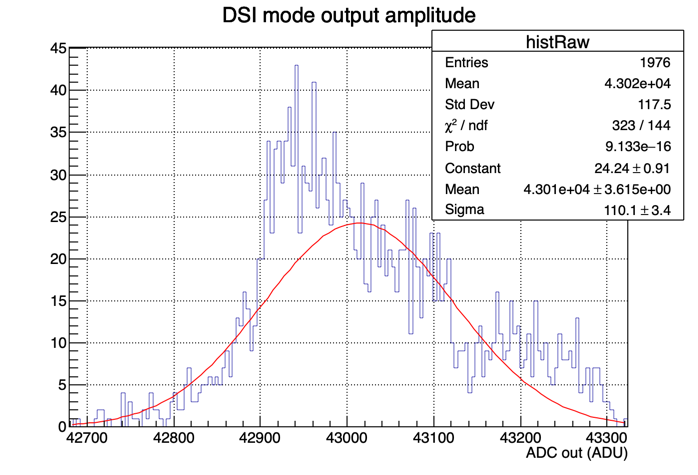 DSI mode output amplitude
histRaw
Entries 1976
Mean 4.302e+04
Std Dev 117.5
χ² / ndf 323 / 144
Prob 9.133e−16
Constant 24.24 ± 0.91
Mean 4.301e+04 ± 3.615e+00
Sigma 110.1 ± 3.4
45
40
35
30
25
20
15
10
5
0
42700 42800 42900 43000 43100 43200 43300
ADC out (ADU)